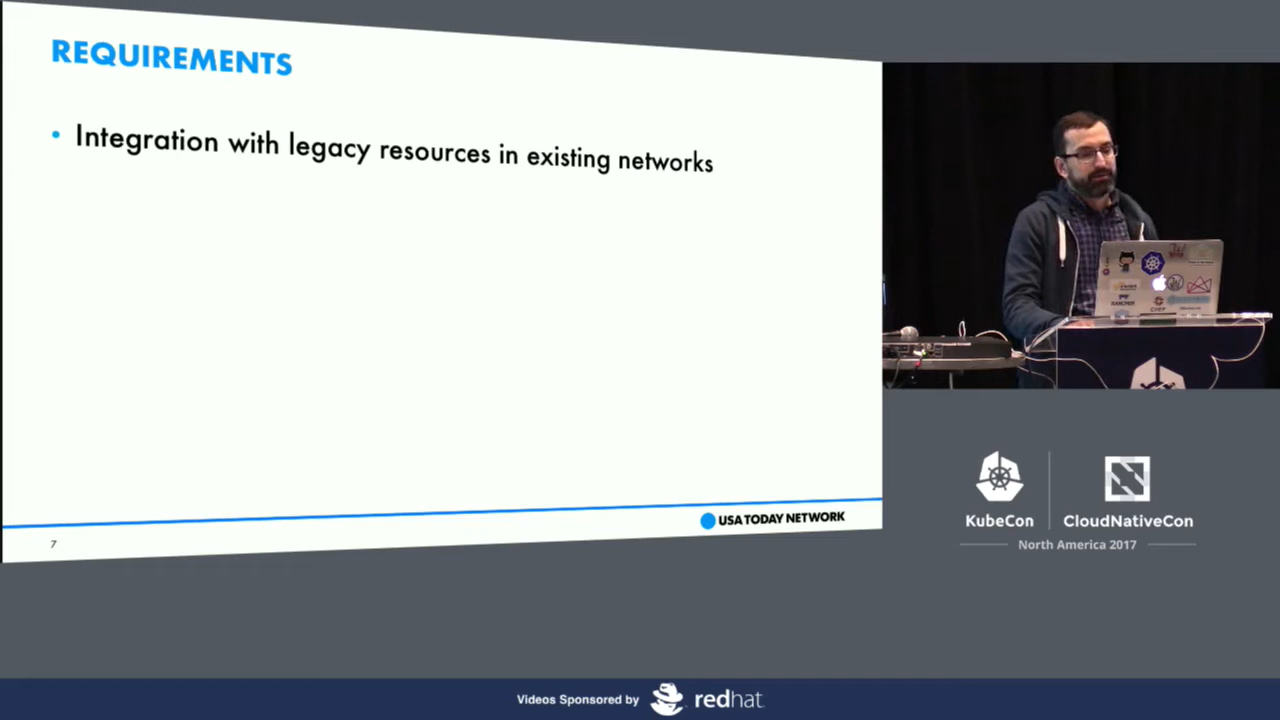 REQUIREMENTS
• Integration with legacy resources in existing networks
USA TODAY NETWORK
7
KubeCon
CloudNativeCon
North America 2017
Videos Sponsored by
redhat